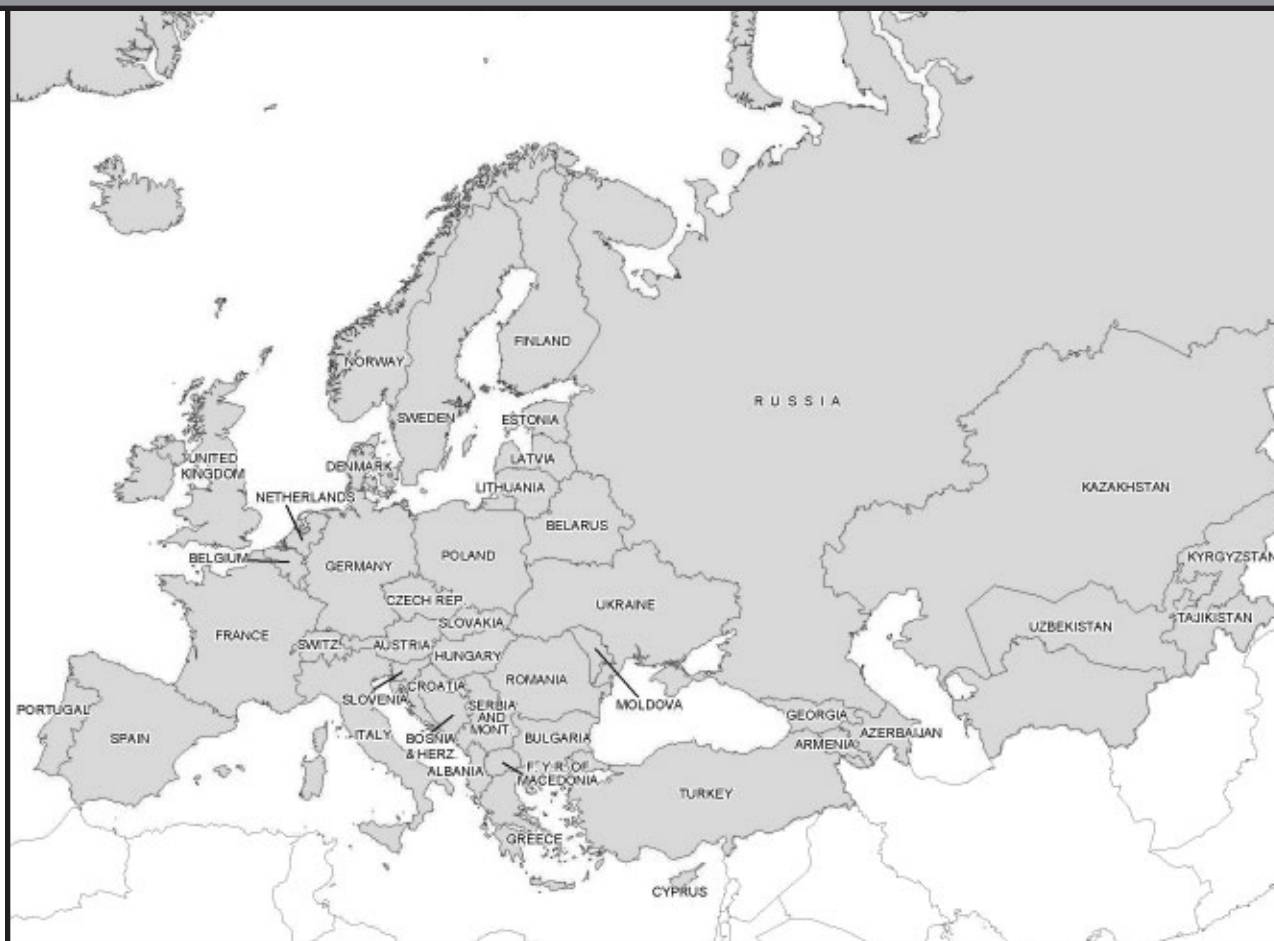 FINLAND
NORWAY
RUSSIA
SWEDEN
ESTONIA
LATVIA
UNITED
KINGDOM
DENMARK
LITHUANIA
KAZAKHSTAN
NETHERLANDS
BELARUS
BELGIUM
GERMANY
POLAND
KYRGYZSTAN
CZECH REP.
UKRAINE
SLOVAKIA
TAJIKISTAN
UZBEKISTAN
FRANCE
SWITZ.
AUSTRIA
HUNGARY
ROMANIA
CROATIA
SLOVENIA
MOLDOVA
PORTUGAL
SERBIA
AND
MONT.
GEORGIA
SPAIN
ITALY
BOSNIA
& HERZ.
BULGARIA
AZERBAIJAN
ARMENIA
ALBANIA
F. Y. R. OF
MACEDONIA
TURKEY
GREECE
CYPRUS